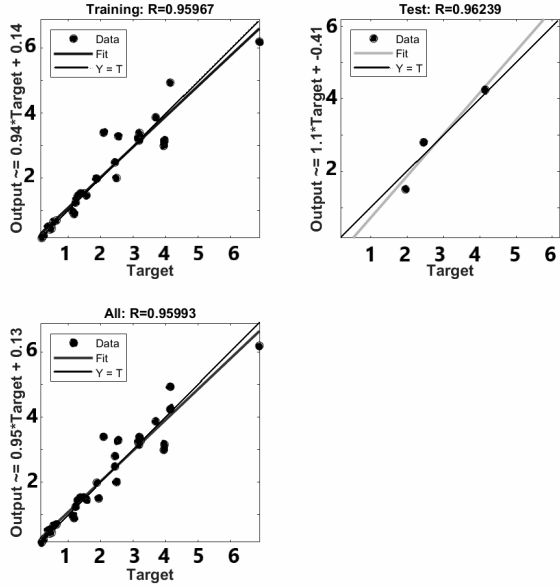 Training: R=0.95967
Output ~= 0.94*Target + 0.14
Data
Fit
Y = T
6
4
2
1 2 3 4 5 6
Target
Test: R=0.96239
Output ~= 1.1*Target + -0.41
Data
Fit
Y = T
6
4
2
1 2 3 4 5 6
Target
All: R=0.95993
Output ~= 0.95*Target + 0.13
Data
Fit
Y = T
6
4
2
1 2 3 4 5 6
Target